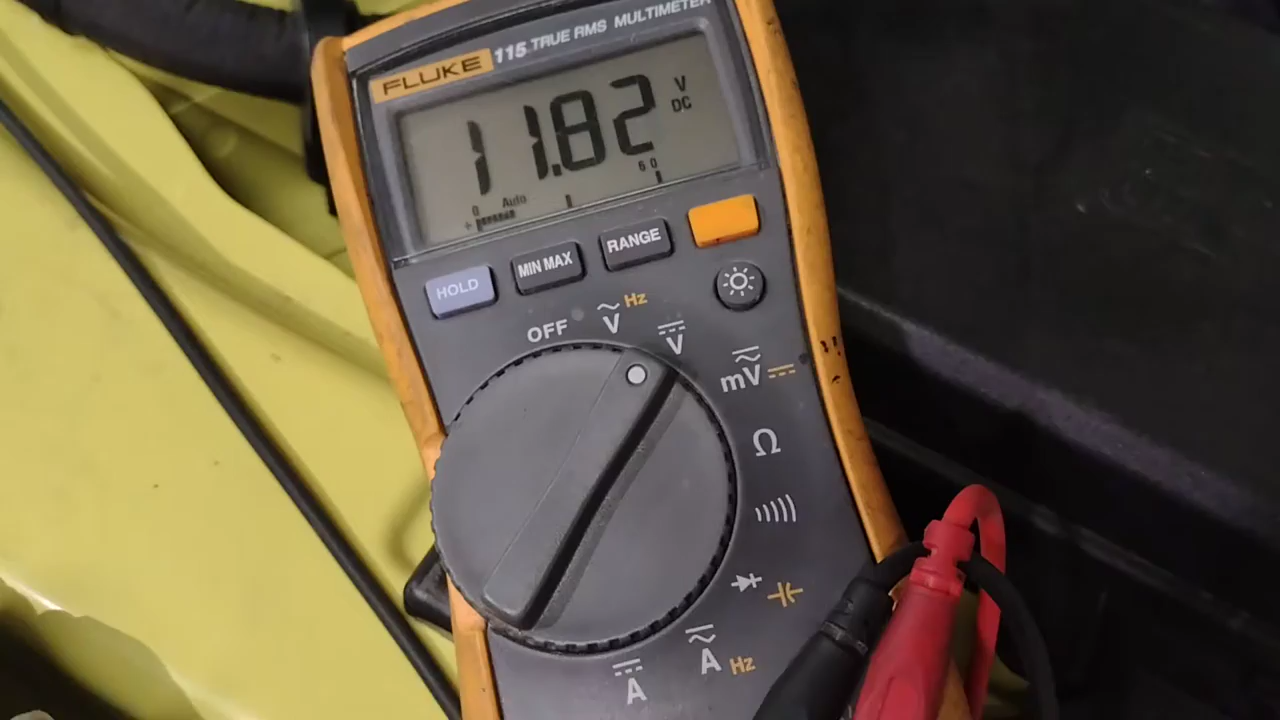 FLUKE 115 TRUE RMS MULTIMETER
11.82 V DC
0 Auto 60
+
HOLD MIN MAX RANGE
OFF Ṽ Hz V
mV
Ω
A
A Hz